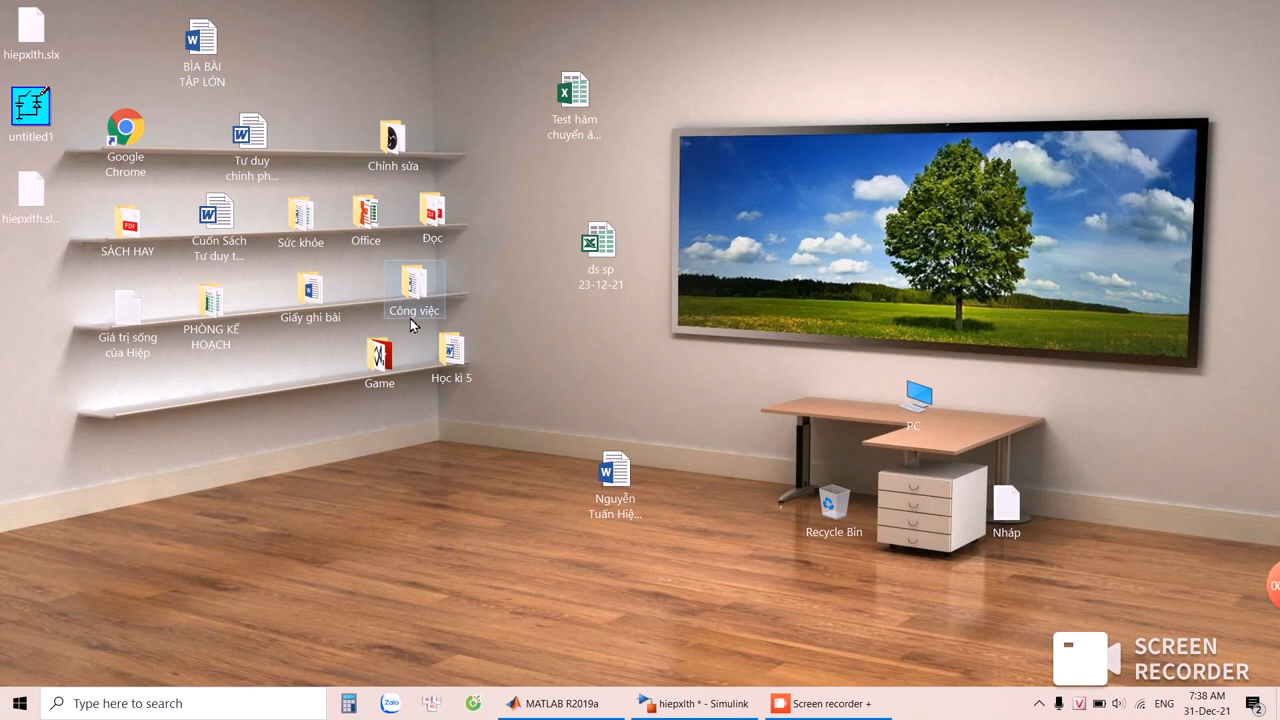 hiepxlth.slx
BÌA BÀI
TẬP LỚN
untitled1
Google
Chrome
Tư duy
chinh ph...
Chỉnh sửa
Test hàm
chuyển â...
hiepxlth.sl...
SÁCH HAY
Cuốn Sách
Tư duy t...
Sức khỏe
Office
Đọc
ds sp
23-12-21
Giá trị sống
của Hiệp
PHÒNG KẾ
HOẠCH
Giấy ghi bài
Công việc
Game
Học kì 5
PC
Nguyễn
Tuấn Hiệ...
Recycle Bin
Nháp
00
SCREEN
RECORDER
Type here to search
Zalo
MATLAB R2019a
hiepxlth * - Simulink
Screen recorder +
ENG
7:38 AM
31-Dec-21
2